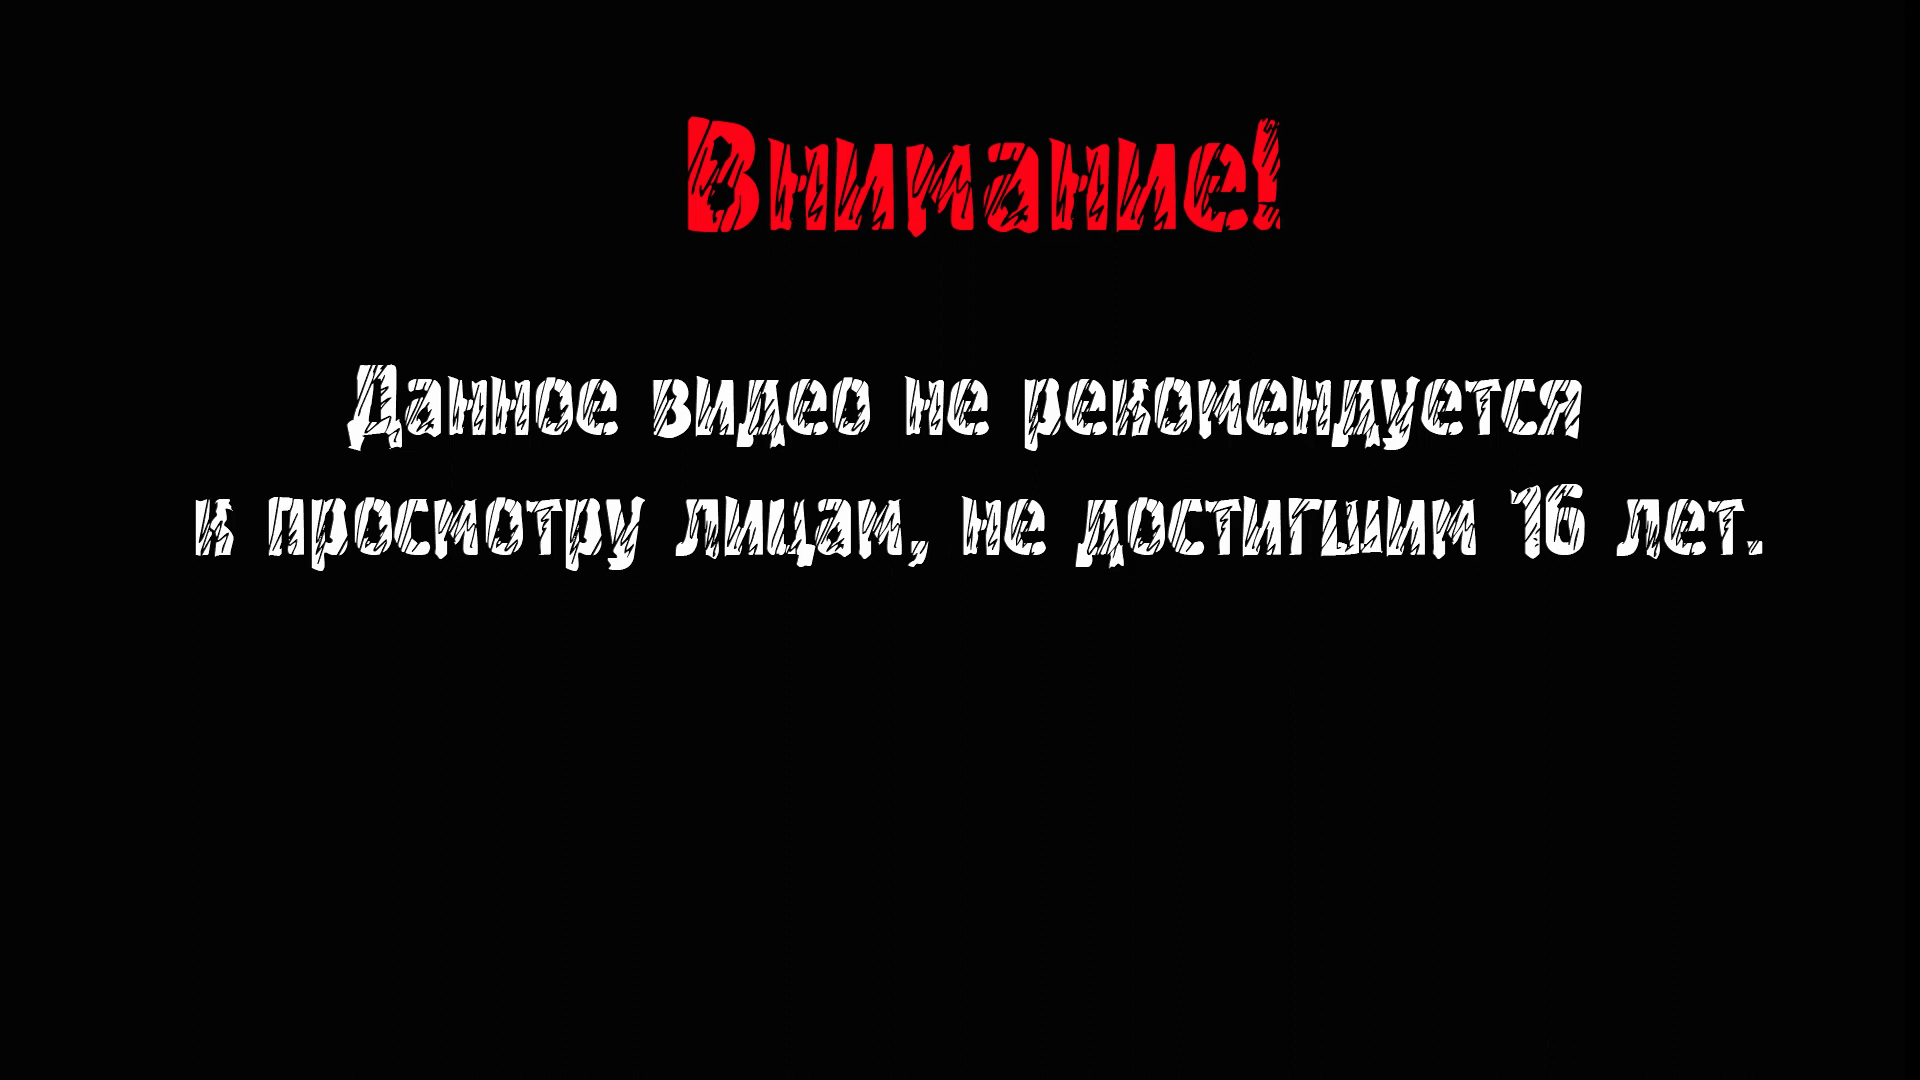 Внимание!
Данное видео не рекомендуется
к просмотру лицам, не достигшим 16 лет.